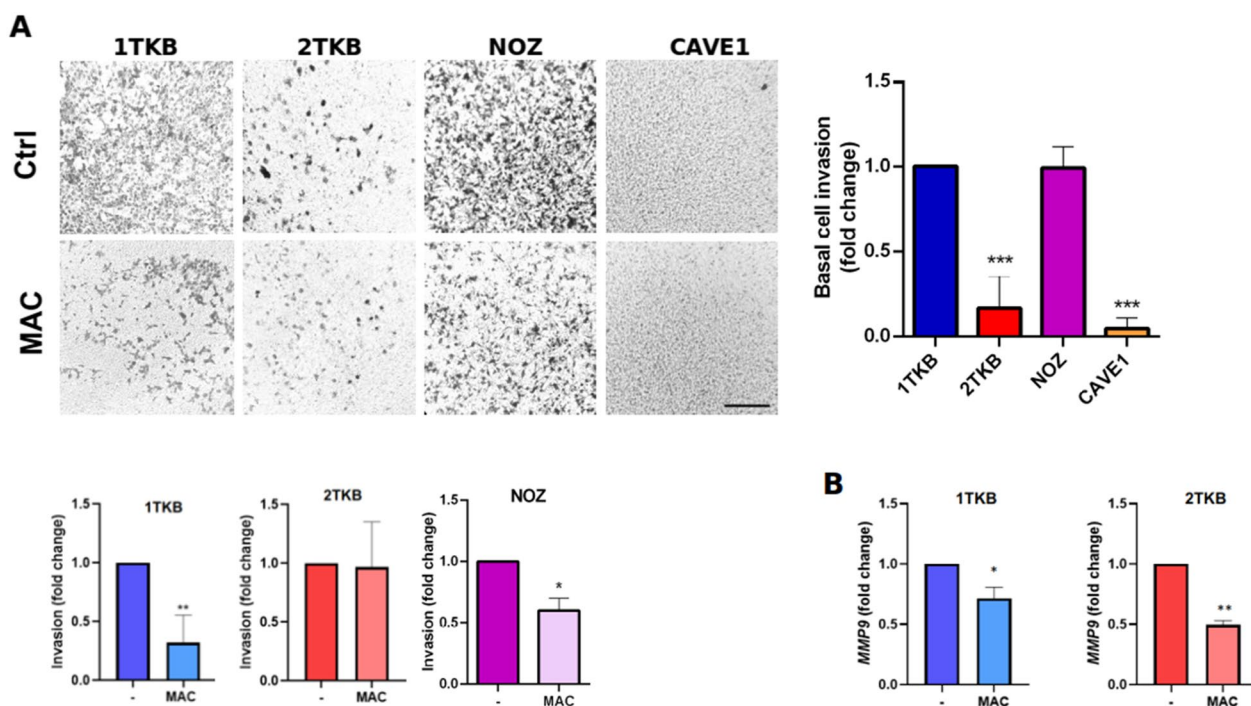 A
1TKB 2TKB NOZ CAVE1
Ctrl
MAC
Basal cell invasion
(fold change)
1.5
1.0
0.5
0.0
***
***
1TKB
2TKB
NOZ
CAVE1
1TKB
Invasion (fold change)
1.5
1.0
0.5
0.0
**
- MAC
2TKB
Invasion (fold change)
1.5
1.0
0.5
0.0
- MAC
NOZ
Invasion (fold change)
1.5
1.0
0.5
0.0
*
- MAC
B
1TKB
MMP9 (fold change)
1.5
1.0
0.5
0.0
*
- MAC
2TKB
MMP9 (fold change)
1.5
1.0
0.5
0.0
**
- MAC